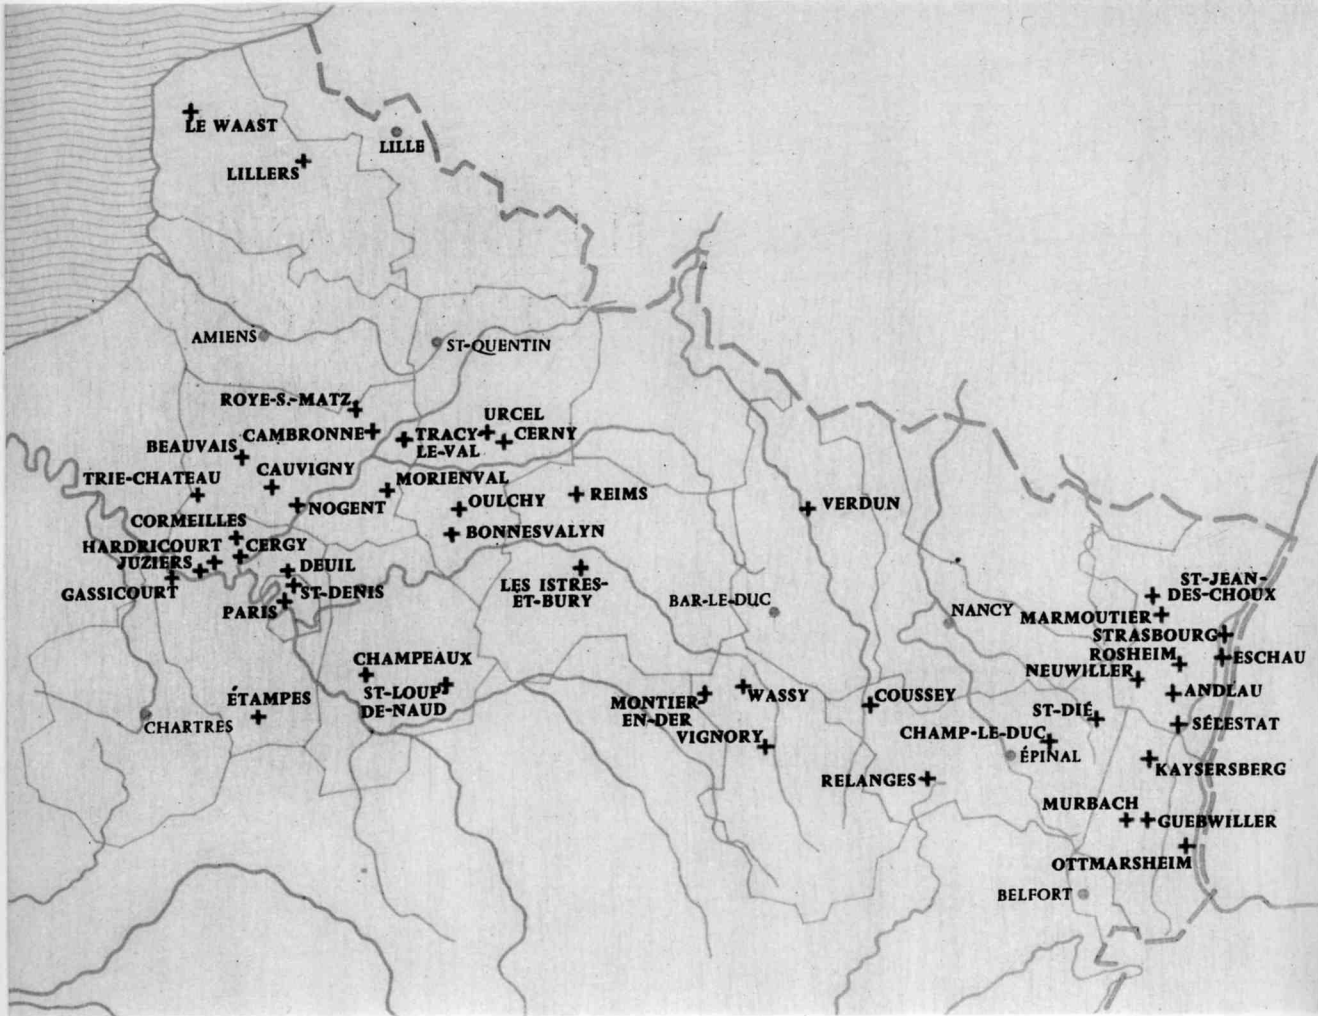 LE WAAST
LILLE
LILLERS
AMIENS
ST-QUENTIN
ROYE-S.-MATZ
URCEL
CAMBRONNE
TRACY-
LE-VAL
CERNY
BEAUVAIS
CAUVIGNY
TRIE-CHATEAU
MORIENVAL
NOGENT
OULCHY
REIMS
VERDUN
CORMEILLES
BONNESVALYN
HARDRICOURT
CERGY
JUZIERS
DEUIL
GASSICOURT
ST-DENIS
PARIS
LES ISTRES-
ET-BURY
BAR-LE-DUC
NANCY
ST-JEAN-
DES-CHOUX
MARMOUTIER
STRASBOURG
ROSHEIM
ESCHAU
NEUWILLER
CHAMPEAUX
ST-LOUP-
DE-NAUD
ÉTAMPES
CHARTRES
MONTIER-
EN-DER
WASSY
COUSSEY
ANDLAU
ST-DIÉ
SÉLESTAT
VIGNORY
CHAMP-LE-DUC
ÉPINAL
KAYSERSBERG
RELANGES
MURBACH
GUEBWILLER
OTTMARSHEIM
BELFORT